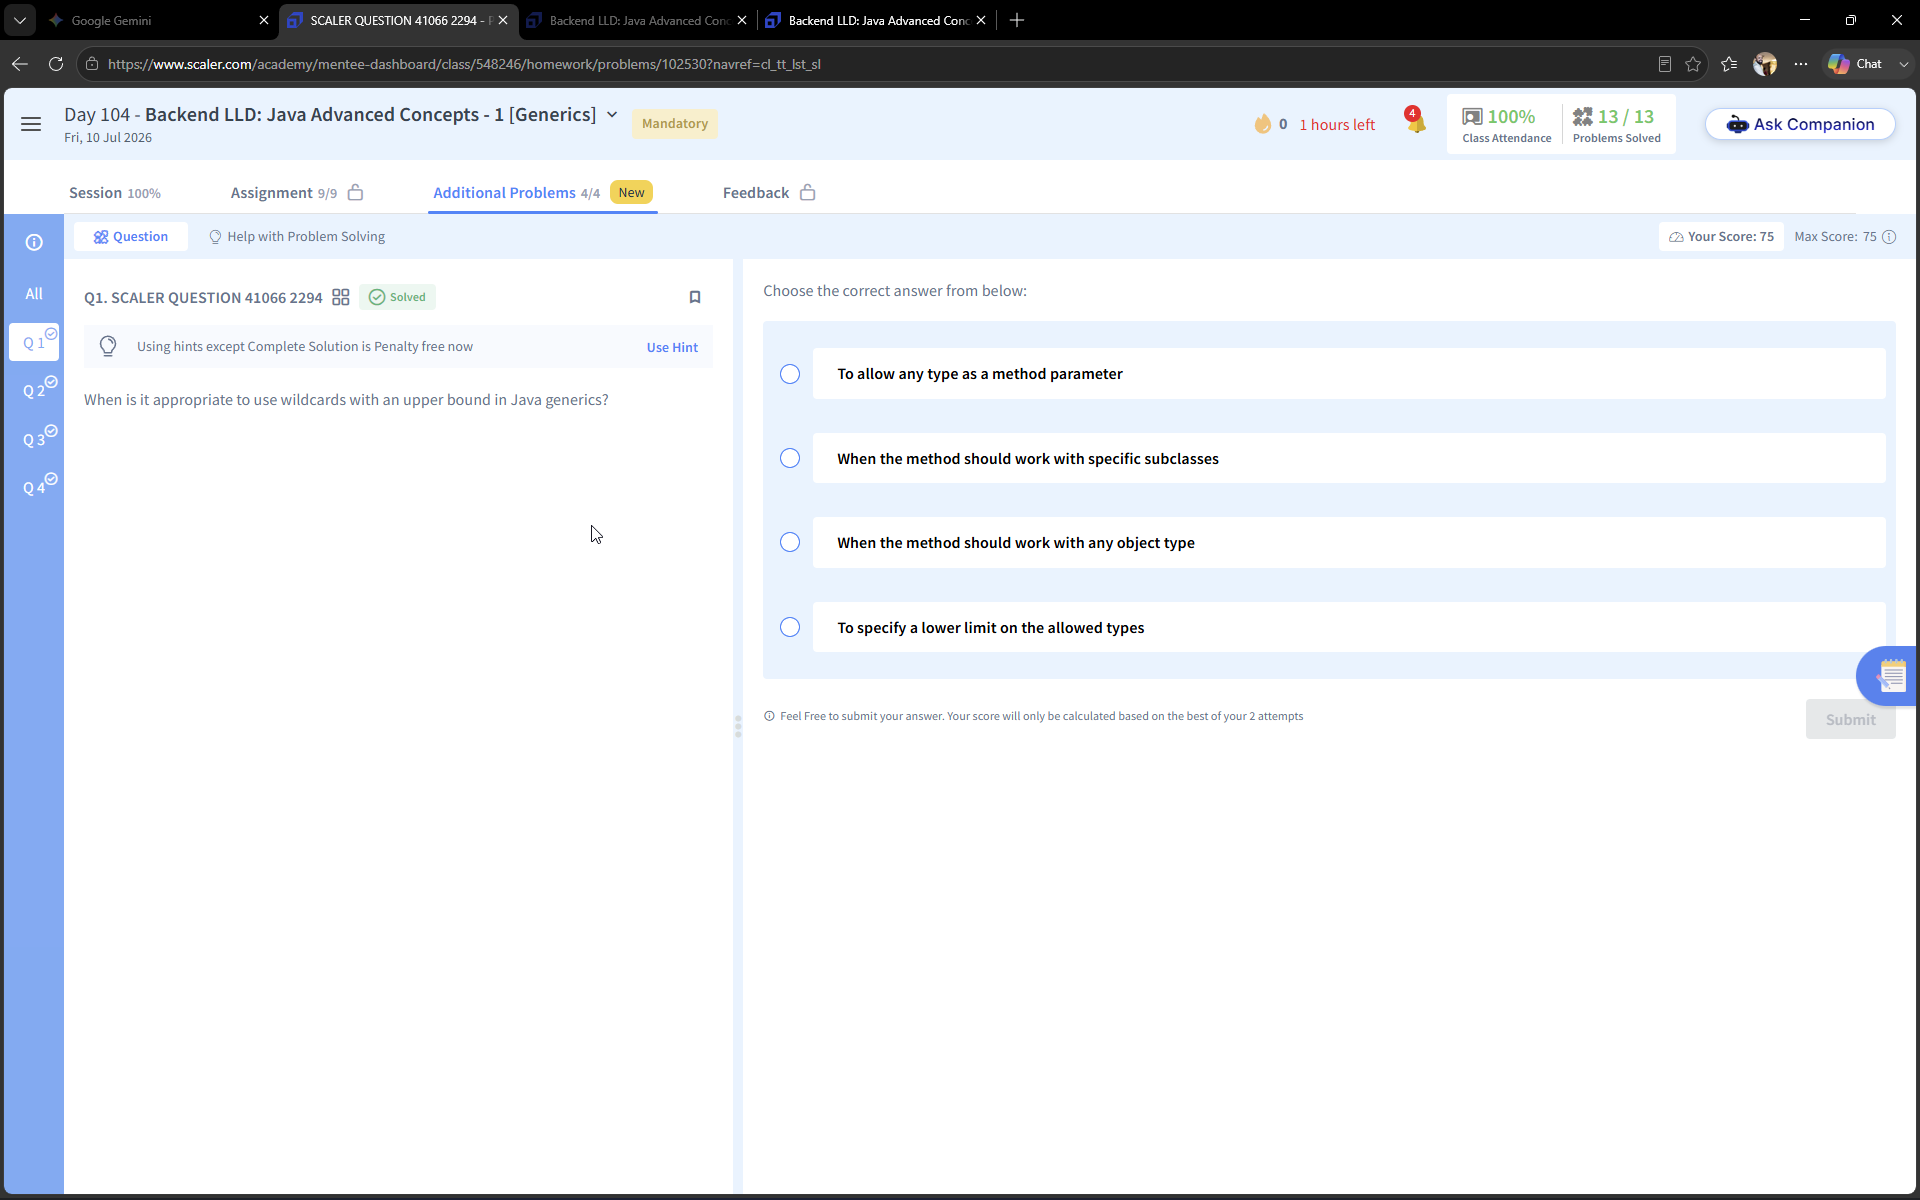 Google Gemini
SCALER QUESTION 41066 2294 -
Backend LLD: Java Advanced Conc
Backend LLD: Java Advanced Conc
https://www.scaler.com/academy/mentee-dashboard/class/548246/homework/problems/102530?navref=cl_tt_lst_sl
Chat
Day 104 - Backend LLD: Java Advanced Concepts - 1 [Generics]
Fri, 10 Jul 2026
Mandatory
0
1 hours left
4
100%
Class Attendance
13 / 13
Problems Solved
Ask Companion
Session 100%
Assignment 9/9
Additional Problems 4/4
New
Feedback
Question
Help with Problem Solving
Your Score: 75
Max Score: 75
All
Q 1
Q 2
Q 3
Q 4
Q1. SCALER QUESTION 41066 2294
Solved
Using hints except Complete Solution is Penalty free now
Use Hint
When is it appropriate to use wildcards with an upper bound in Java generics?
Choose the correct answer from below:
To allow any type as a method parameter
When the method should work with specific subclasses
When the method should work with any object type
To specify a lower limit on the allowed types
Feel Free to submit your answer. Your score will only be calculated based on the best of your 2 attempts
Submit